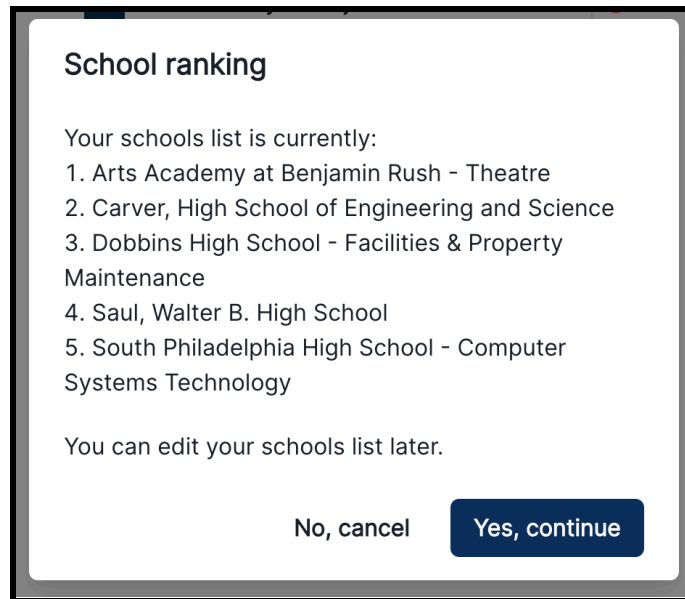 School ranking
Your schools list is currently:
1. Arts Academy at Benjamin Rush - Theatre
2. Carver, High School of Engineering and Science
3. Dobbins High School - Facilities & Property
Maintenance
4. Saul, Walter B. High School
5. South Philadelphia High School - Computer
Systems Technology
You can edit your schools list later.
No, cancel
Yes, continue